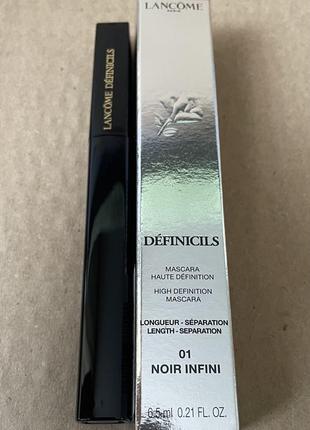 LANCÔME
PARIS
LANCÔME DÉFINICILS
DÉFINICILS
MASCARA
HAUTE DÉFINITION
HIGH DEFINITION
MASCARA
LONGUEUR - SÉPARATION
LENGTH - SEPARATION
01
NOIR INFINI
6.5 ml 0.21 FL. OZ.